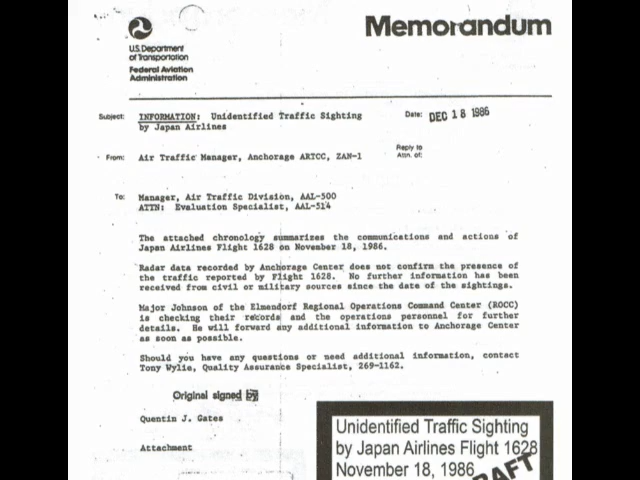 Memorandum
U.S. Department
of Transportation
Federal Aviation
Administration
Subject: INFORMATION: Unidentified Traffic Sighting
by Japan Airlines
Date: DEC 18 1986
From: Air Traffic Manager, Anchorage ARTCC, ZAN-1
Reply to
Attn. of:
To: Manager, Air Traffic Division, AAL-500
ATTN: Evaluation Specialist, AAL-514
The attached chronology summarizes the communications and actions of
Japan Airlines Flight 1628 on November 18, 1986.
Radar data recorded by Anchorage Center does not confirm the presence of
the traffic reported by Flight 1628. No further information has been
received from civil or military sources since the date of the sightings.
Major Johnson of the Elmendorf Regional Operations Command Center (ROCC)
is checking their records and the operations personnel for further
details. He will forward any additional information to Anchorage Center
as soon as possible.
Should you have any questions or need additional information, contact
Tony Wylie, Quality Assurance Specialist, 269-1162.
Original signed by
Quentin J. Gates
Attachment
Unidentified Traffic Sighting
by Japan Airlines Flight 1628
November 18, 1986
DRAFT